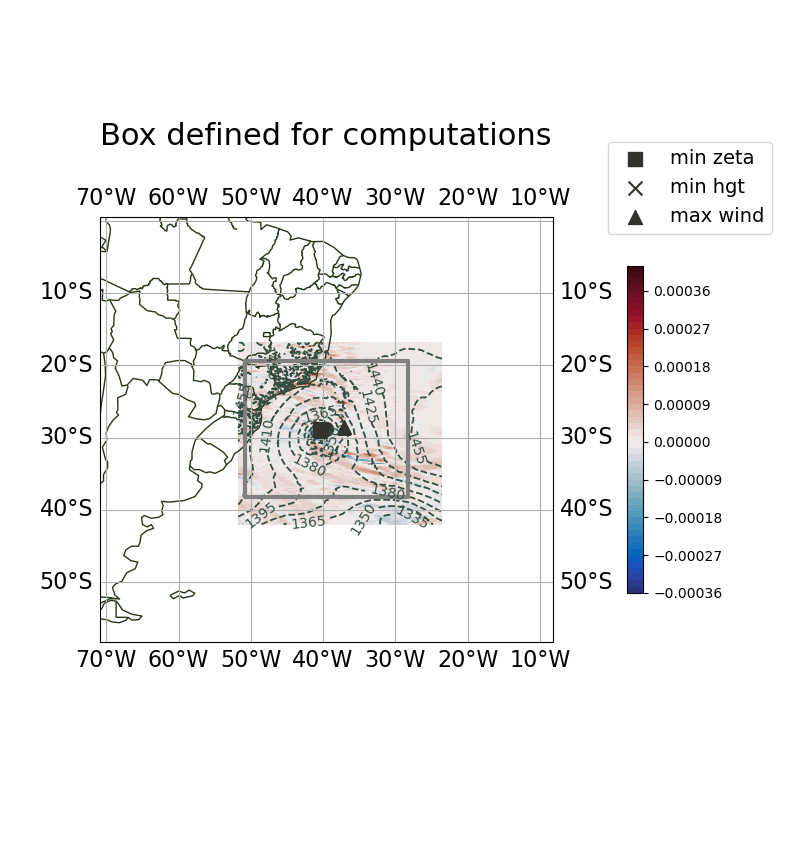 Box defined for computations
min zeta
min hgt
max wind
70°W 60°W 50°W 40°W 30°W 20°W 10°W
10°S 10°S
20°S 20°S
30°S 30°S
40°S 40°S
50°S 50°S
70°W 60°W 50°W 40°W 30°W 20°W 10°W
1440
1425
1365
1410
1455
1380
1380
1395
1365
1350
1335
0.00036
0.00027
0.00018
0.00009
0.00000
−0.00009
−0.00018
−0.00027
−0.00036